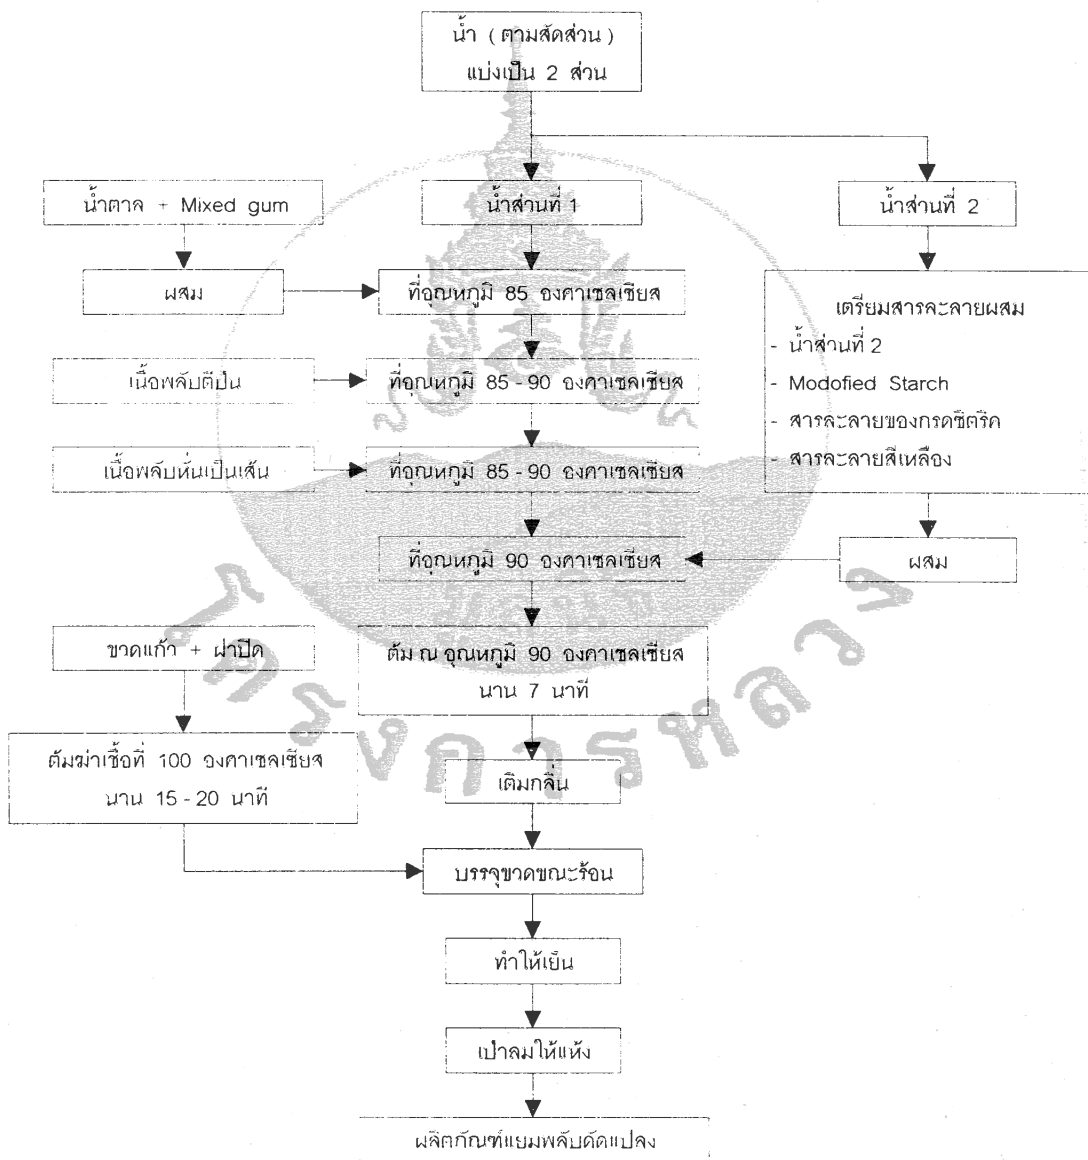 น้ำ ( ตามสัดส่วน )
แบ่งเป็น 2 ส่วน
น้ำตาล + Mixed gum
น้ำส่วนที่ 1
น้ำส่วนที่ 2
ผสม
ที่อุณหภูมิ 85 องศาเซลเซียส
เตรียมสารละลายผสม
- น้ำส่วนที่ 2
- Modofied Starch
- สารละลายของกรดซิตริค
- สารละลายสีเหลือง
เนื้อพลับตีป่น
ที่อุณหภูมิ 85 - 90 องศาเซลเซียส
เนื้อพลับหั่นเป็นเส้น
ที่อุณหภูมิ 85 - 90 องศาเซลเซียส
ที่อุณหภูมิ 90 องศาเซลเซียส
ผสม
ขวดแก้ว + ฝาปิด
ต้ม ณ อุณหภูมิ 90 องศาเซลเซียส
นาน 7 นาที
ต้มฆ่าเชื้อที่ 100 องศาเซลเซียส
นาน 15 - 20 นาที
เติมกลิ่น
บรรจุขวดขณะร้อน
ทำให้เย็น
เป่าลมให้แห้ง
ผลิตภัณฑ์แยมพลับดัดแปลง
มูลนิธิ
โครงการหลวง